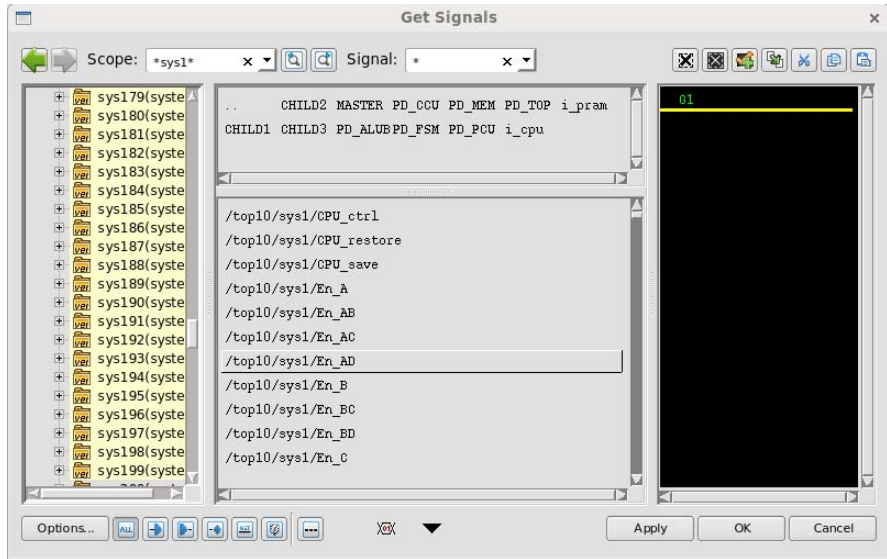 Get Signals
Scope: *sys1* Signal: *
sys179(syste
sys180(syste
sys181(syste
sys182(syste
sys183(syste
sys184(syste
sys185(syste
sys186(syste
sys187(syste
sys188(syste
sys189(syste
sys190(syste
sys191(syste
sys192(syste
sys193(syste
sys194(syste
sys195(syste
sys196(syste
sys197(syste
sys198(syste
sys199(syste
.. CHILD2 MASTER PD_CCU PD_MEM PD_TOP i_pram
CHILD1 CHILD3 PD_ALUB PD_FSM PD_PCU i_cpu
/top10/sys1/CPU_ctrl
/top10/sys1/CPU_restore
/top10/sys1/CPU_save
/top10/sys1/En_A
/top10/sys1/En_AB
/top10/sys1/En_AC
/top10/sys1/En_AD
/top10/sys1/En_B
/top10/sys1/En_BC
/top10/sys1/En_BD
/top10/sys1/En_C
G1
Options... ALL NET Apply OK Cancel